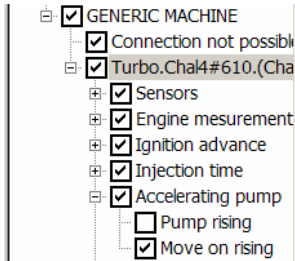 GENERIC MACHINE
Connection not possibl
Turbo.Chal4#610.(Cha
Sensors
Engine mesurement
Ignition advance
Injection time
Accelerating pump
Pump rising
Move on rising